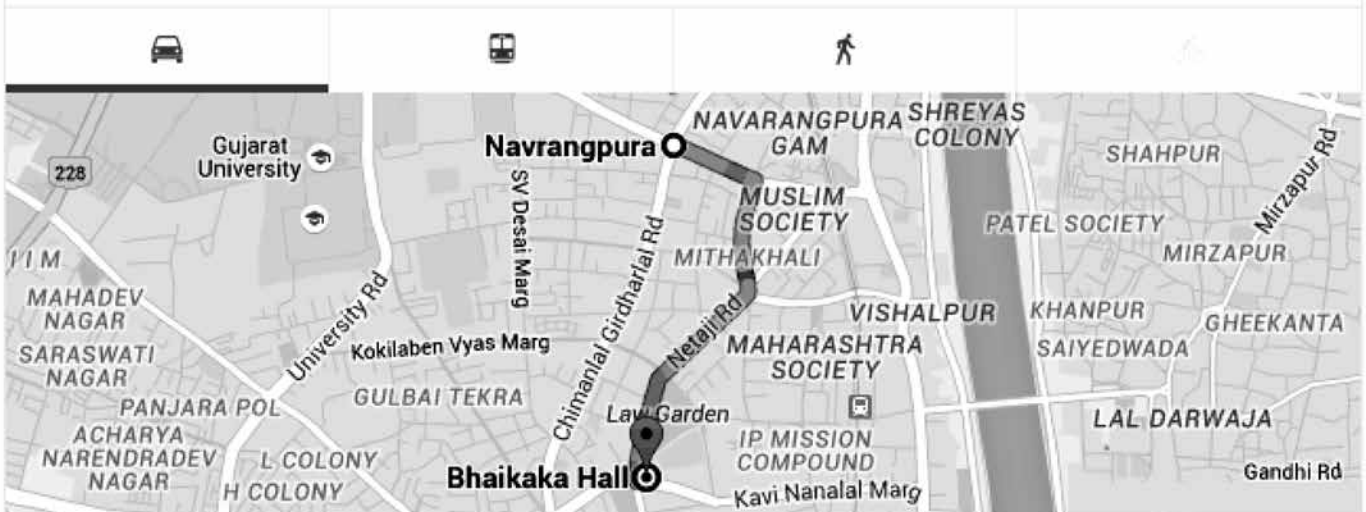 NAVARANGPURA
GAM
SHREYAS
COLONY
Gujarat
University
Navrangpura
SHAHPUR
228
Mirzapur Rd
SV Desai Marg
MUSLIM
SOCIETY
PATEL SOCIETY
IIM
MITHAKHALI
MIRZAPUR
MAHADEV
NAGAR
University Rd
Chimanlal Girdharlal Rd
Netaji Rd
VISHALPUR
KHANPUR
GHEEKANTA
SARASWATI
NAGAR
Kokilaben Vyas Marg
MAHARASHTRA
SOCIETY
SAIYEDWADA
PANJARA POL
GULBAI TEKRA
Law Garden
LAL DARWAJA
ACHARYA
NARENDRADEV
NAGAR
L COLONY
IP MISSION
COMPOUND
H COLONY
Bhaikaka Hall
Kavi Nanalal Marg
Gandhi Rd